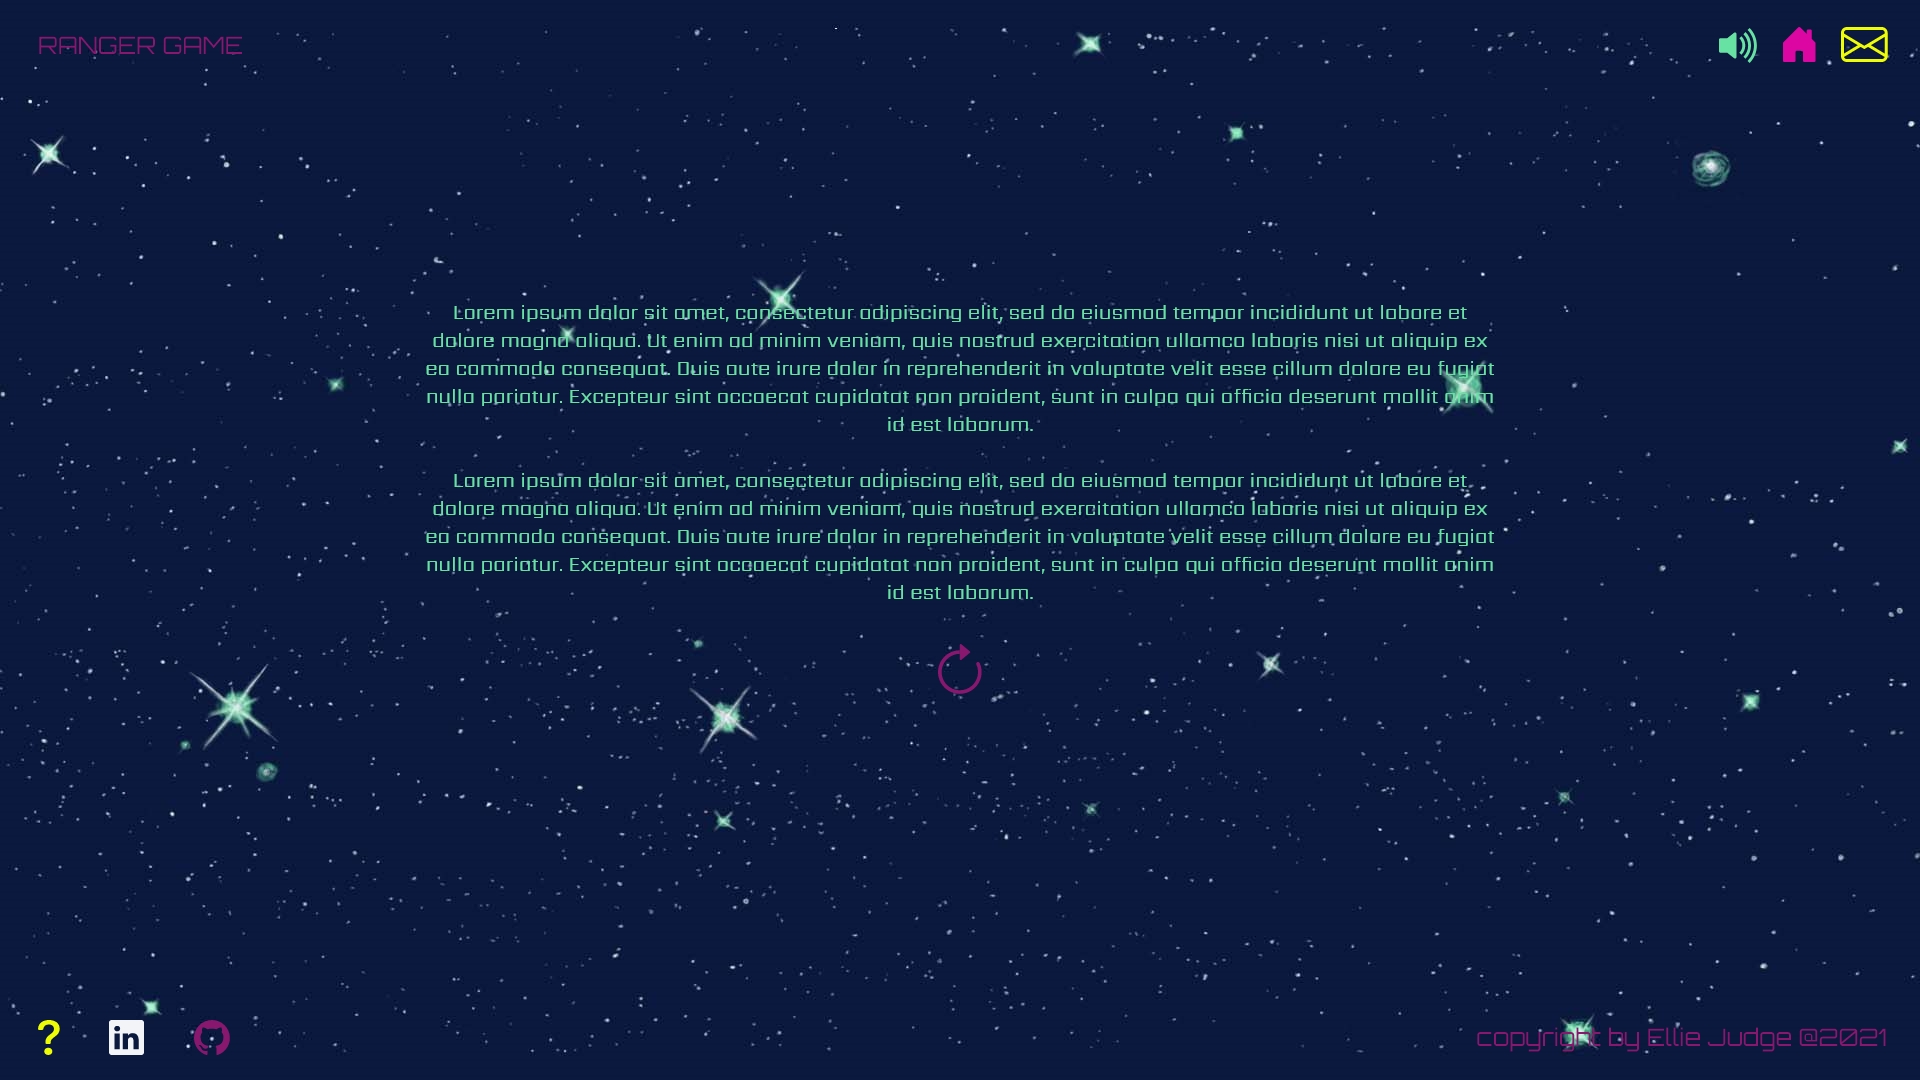 RANGER GAME
Lorem ipsum dolor sit amet, consectetur adipiscing elit, sed do eiusmod tempor incididunt ut labore et
dolore magna aliqua. Ut enim ad minim veniam, quis nostrud exercitation ullamco laboris nisi ut aliquip ex
ea commodo consequat. Duis aute irure dolor in reprehenderit in voluptate velit esse cillum dolore eu fugiat
nulla pariatur. Excepteur sint occaecat cupidatat non proident, sunt in culpa qui officia deserunt mollit anim
id est laborum.
Lorem ipsum dolor sit amet, consectetur adipiscing elit, sed do eiusmod tempor incididunt ut labore et
dolore magna aliqua. Ut enim ad minim veniam, quis nostrud exercitation ullamco laboris nisi ut aliquip ex
ea commodo consequat. Duis aute irure dolor in reprehenderit in voluptate velit esse cillum dolore eu fugiat
nulla pariatur. Excepteur sint occaecat cupidatat non proident, sunt in culpa qui officia deserunt mollit anim
id est laborum.
? in
copyright by Ellie Judge @2021